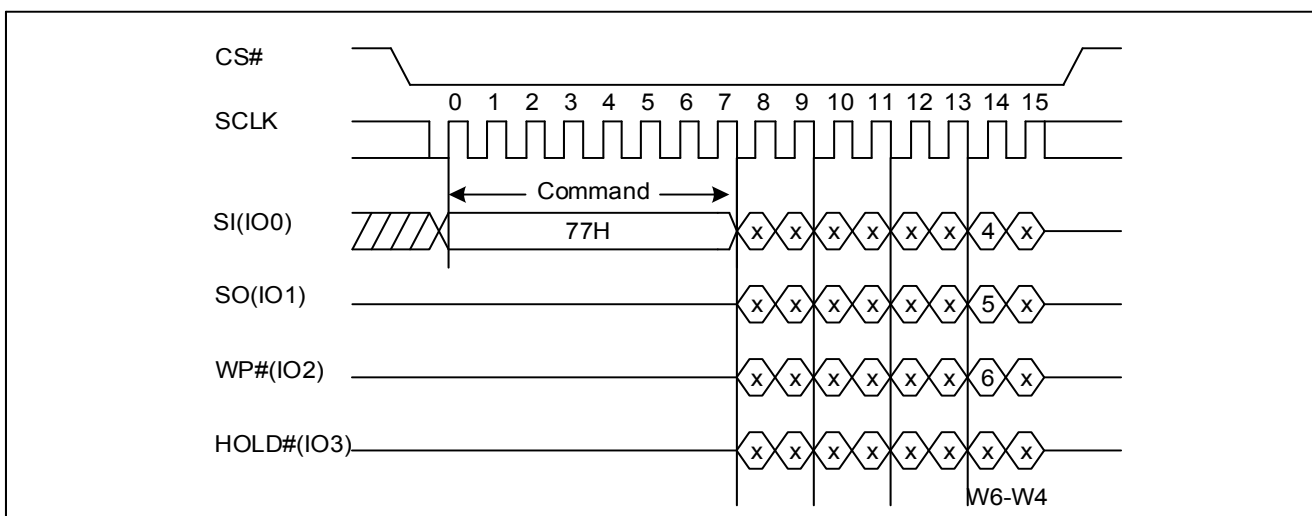 CS#
0 1 2 3 4 5 6 7 8 9 10 11 12 13 14 15
SCLK
Command
SI(IO0)
77H
x x x x x x 4 x
SO(IO1)
x x x x x x 5 x
WP#(IO2)
x x x x x x 6 x
HOLD#(IO3)
x x x x x x x x
W6-W4